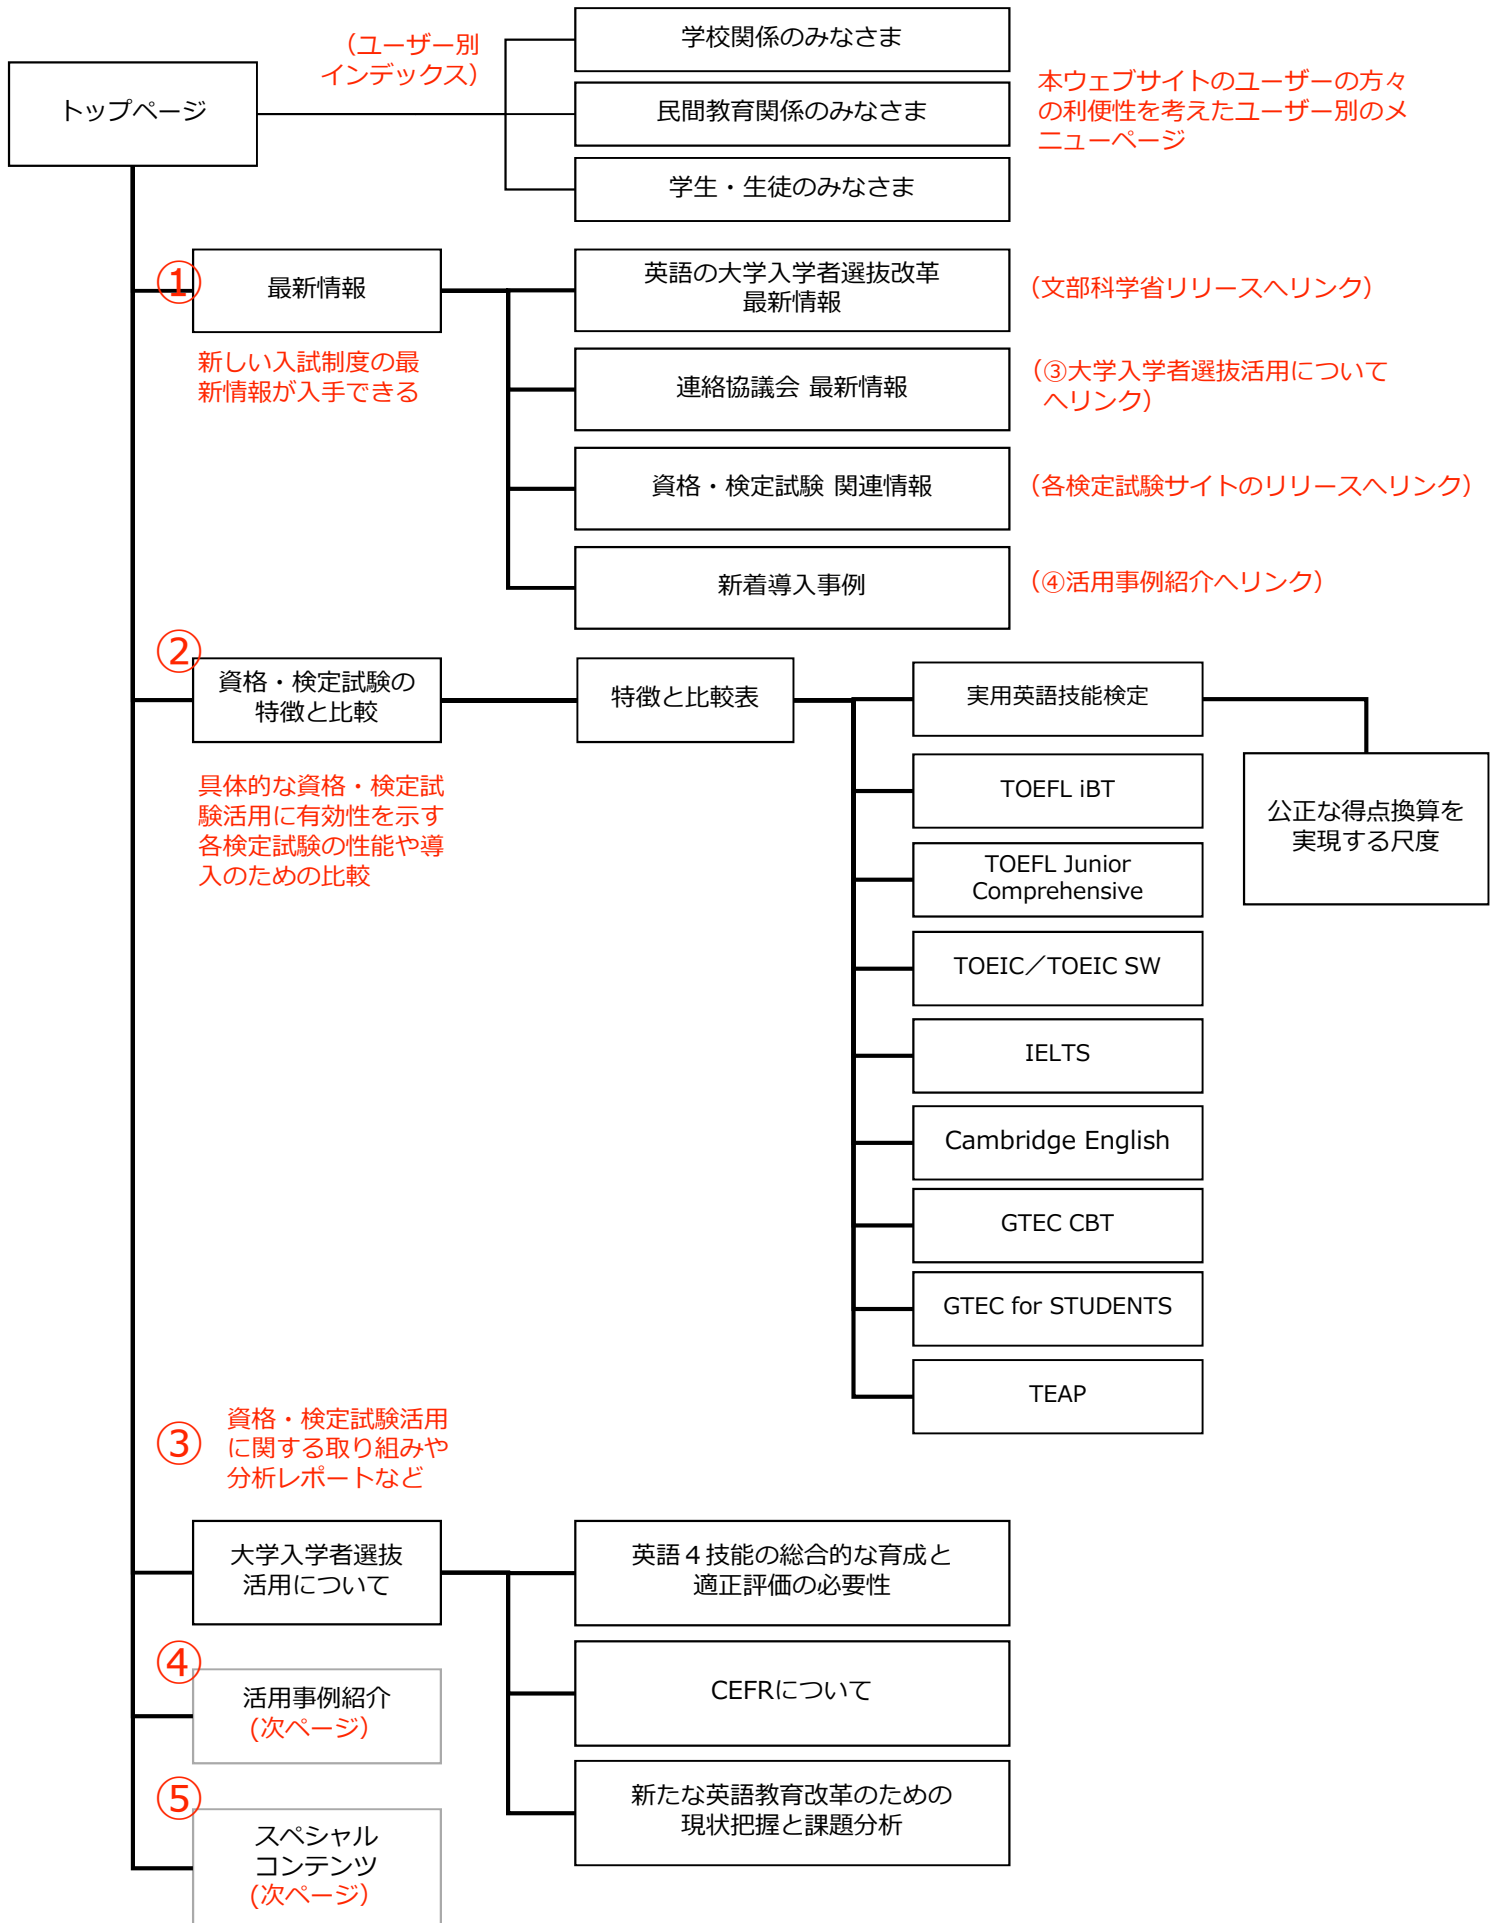 トップページ
（ユーザー別
インデックス）
学校関係のみなさま
民間教育関係のみなさま
学生・生徒のみなさま
本ウェブサイトのユーザーの方々
の利便性を考えたユーザー別のメ
ニューページ
①
最新情報
新しい入試制度の最
新情報が入手できる
英語の大学入学者選抜改革
最新情報
（文部科学省リリースへリンク）
連絡協議会 最新情報
（③大学入学者選抜活用について
へリンク）
資格・検定試験 関連情報
（各検定試験サイトのリリースへリンク）
新着導入事例
（④活用事例紹介へリンク）
②
資格・検定試験の
特徴と比較
具体的な資格・検定試
験活用に有効性を示す
各検定試験の性能や導
入のための比較
特徴と比較表
実用英語技能検定
公正な得点換算を
実現する尺度
TOEFL iBT
TOEFL Junior
Comprehensive
TOEIC／TOEIC SW
IELTS
Cambridge English
GTEC CBT
GTEC for STUDENTS
TEAP
③
資格・検定試験活用
に関する取り組みや
分析レポートなど
大学入学者選抜
活用について
英語４技能の総合的な育成と
適正評価の必要性
CEFRについて
新たな英語教育改革のための
現状把握と課題分析
④
活用事例紹介
(次ページ）
⑤
スペシャル
コンテンツ
(次ページ）